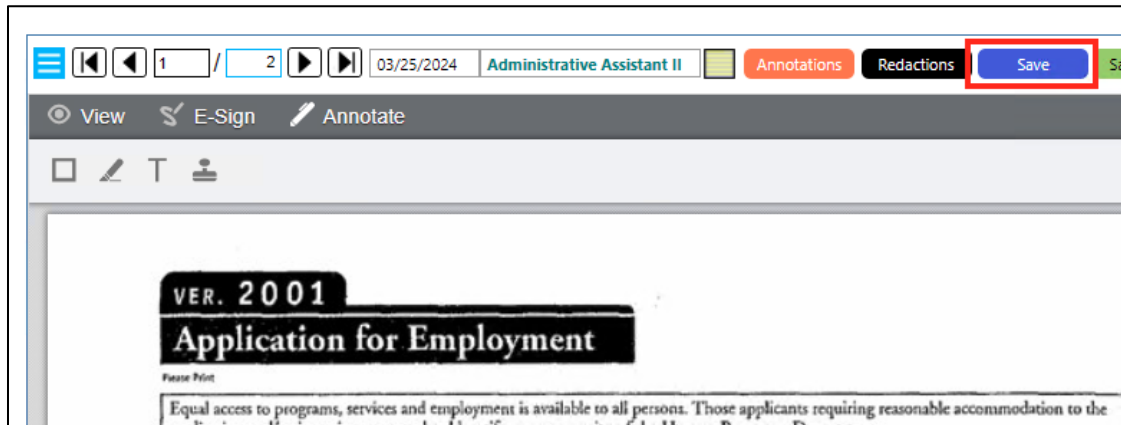 1 / 2 03/25/2024 Administrative Assistant II Annotations Redactions Save Sa
View E-Sign Annotate
T
VER. 2001
Application for Employment
Please Print
Equal access to programs, services and employment is available to all persons. Those applicants requiring reasonable accommodation to the